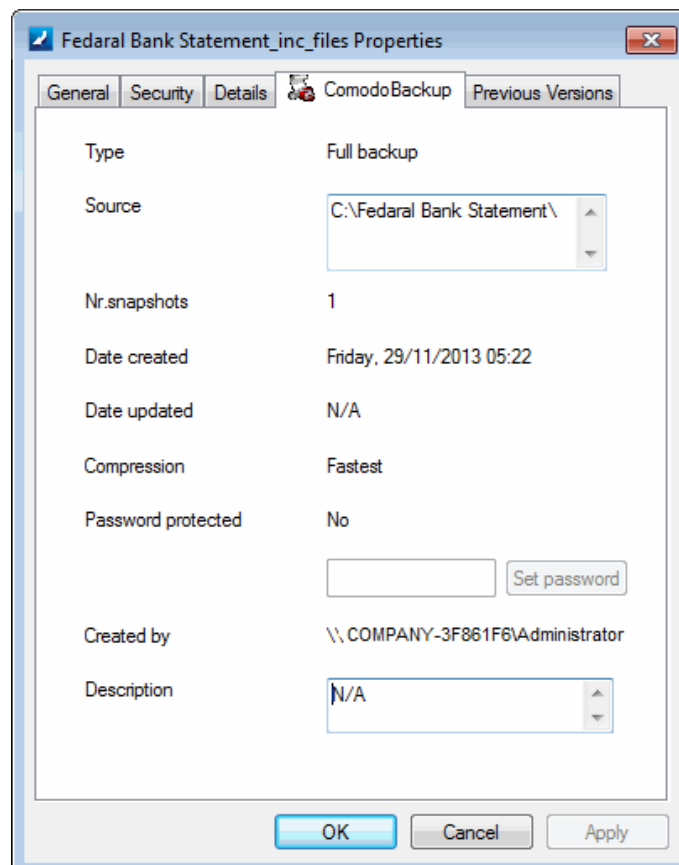 Fedaral Bank Statement_inc_files Properties
General Security Details ComodoBackup Previous Versions
Type Full backup
Source C:\Fedaral Bank Statement\
Nr.snapshots 1
Date created Friday, 29/11/2013 05:22
Date updated N/A
Compression Fastest
Password protected No
Set password
Created by \\ COMPANY-3F861F6\Administrator
Description N/A
OK Cancel Apply